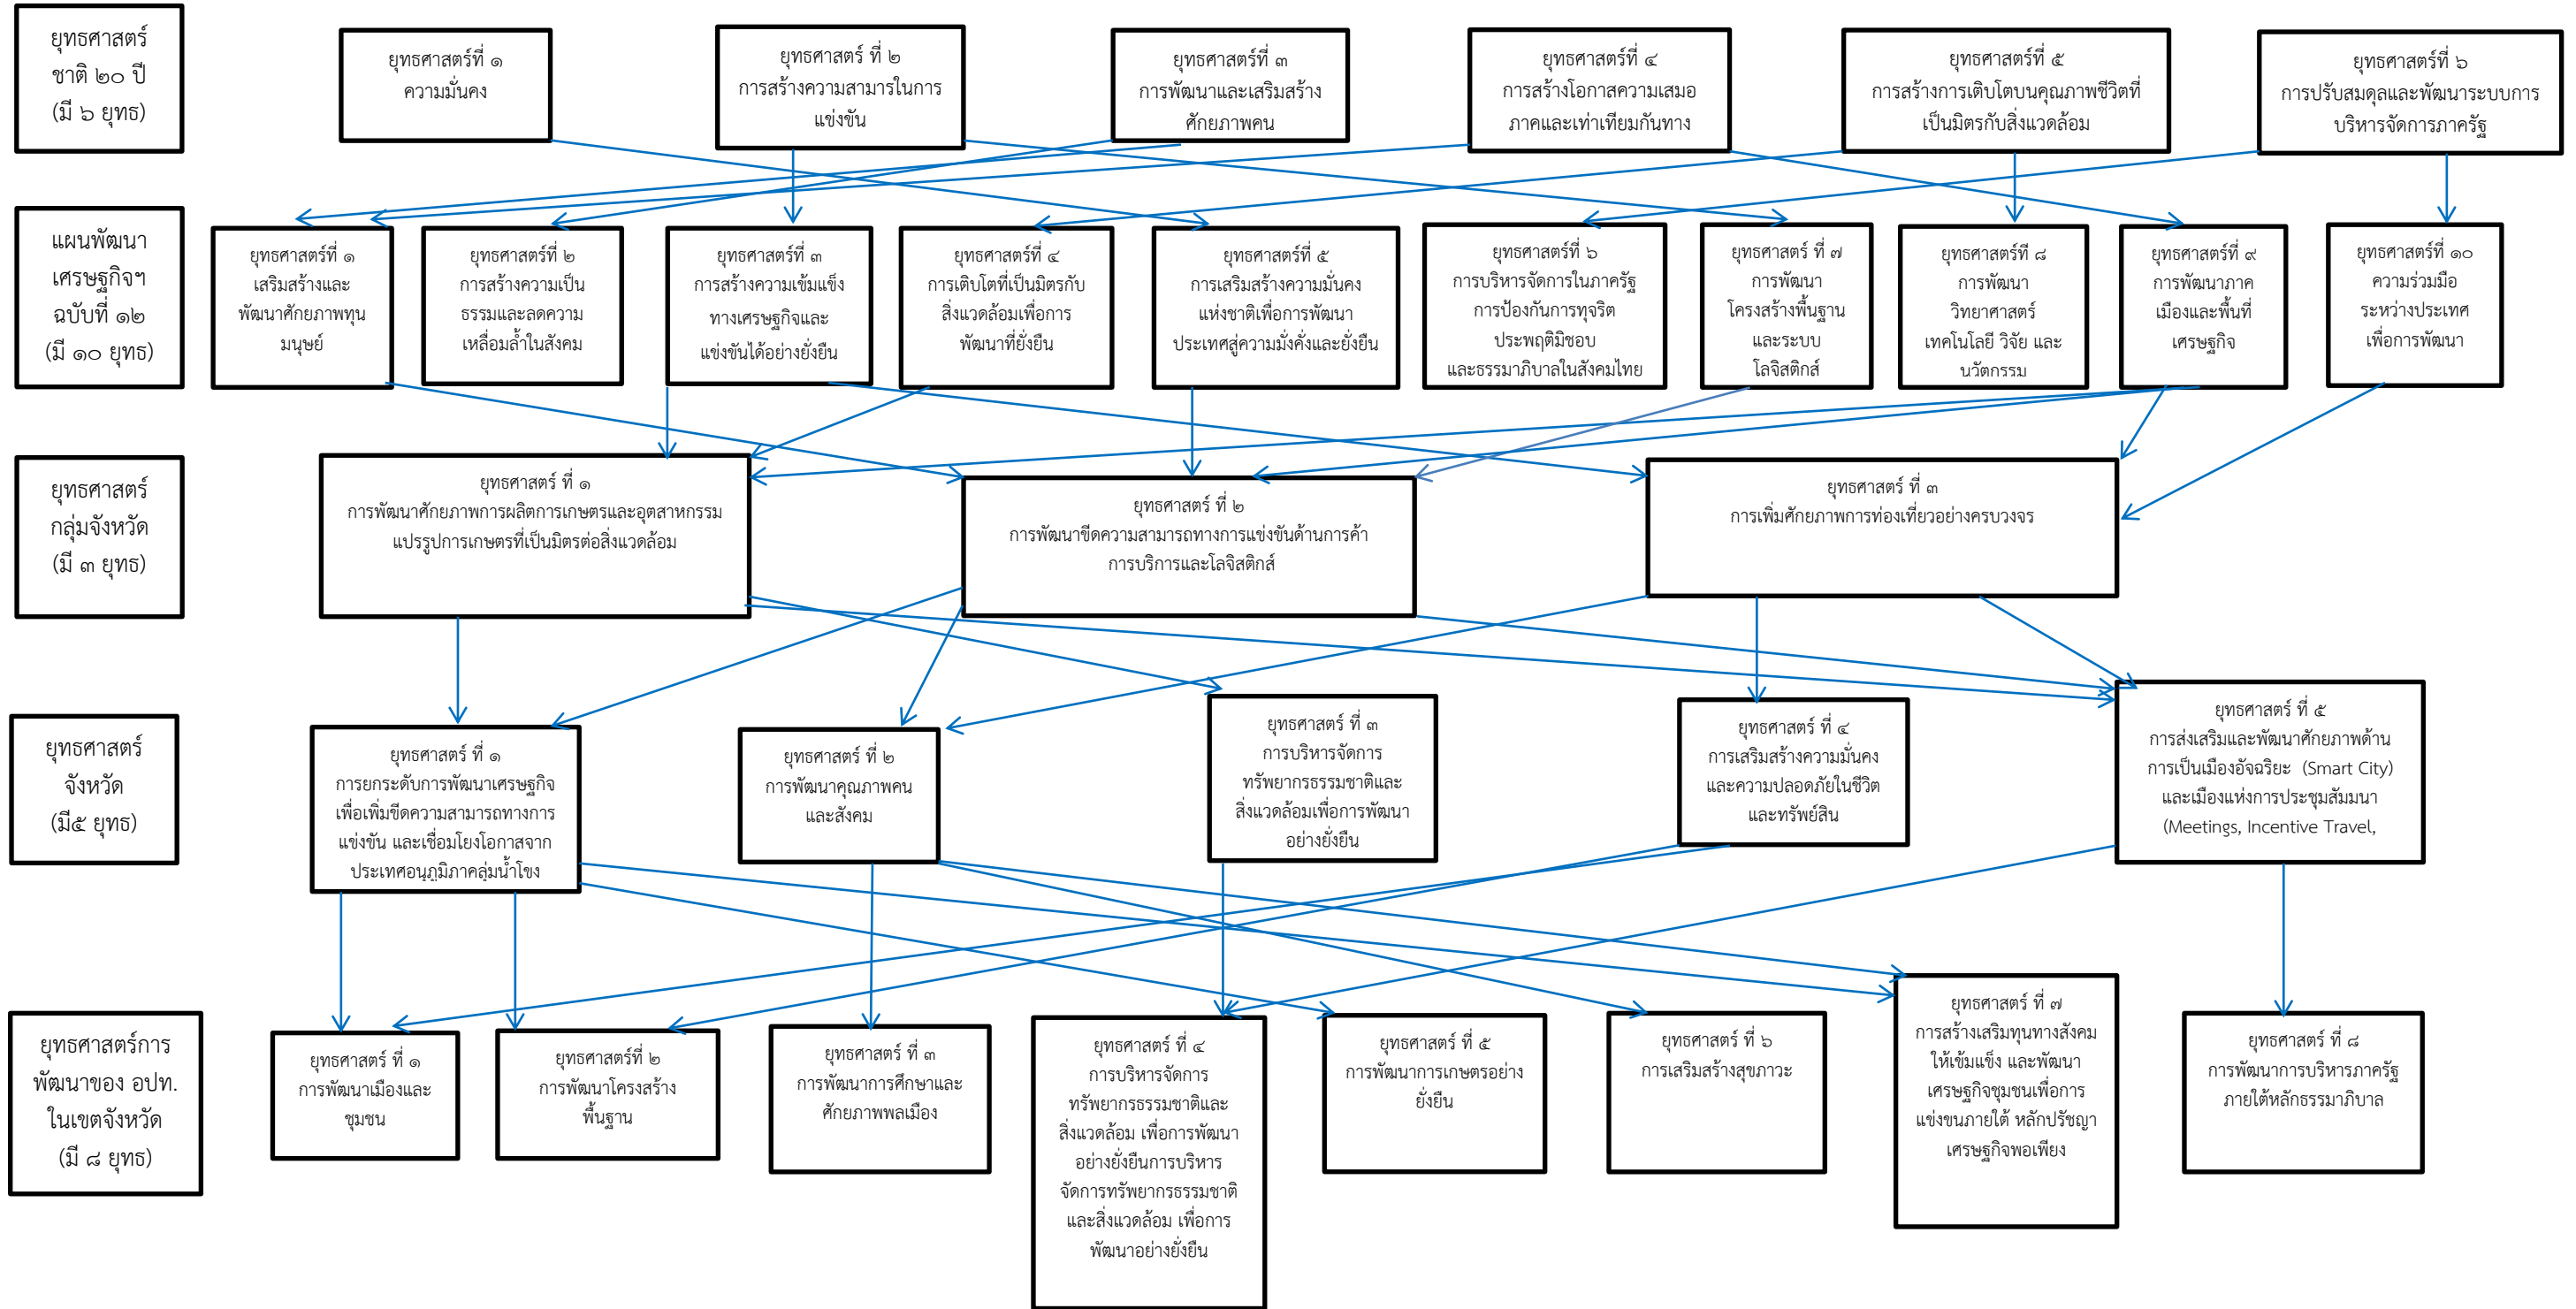 ยุทธศาสตร์
ชาติ ๒๐ ปี
(มี ๖ ยุทธ)
ยุทธศาสตร์ที่ ๑
ความมั่นคง
ยุทธศาสตร์ ที่ ๒
การสร้างความสามารในการ
แข่งขัน
ยุทธศาสตร์ที่ ๓
การพัฒนาและเสริมสร้าง
ศักยภาพคน
ยุทธศาสตร์ที่ ๔
การสร้างโอกาสความเสมอ
ภาคและเท่าเทียมกันทาง
ยุทธศาสตร์ที่ ๕
การสร้างการเติบโตบนคุณภาพชีวิตที่
เป็นมิตรกับสิ่งแวดล้อม
ยุทธศาสตร์ที่ ๖
การปรับสมดุลและพัฒนาระบบการ
บริหารจัดการภาครัฐ
แผนพัฒนา
เศรษฐกิจฯ
ฉบับที่ ๑๒
(มี ๑๐ ยุทธ)
ยุทธศาสตร์ที่ ๑
เสริมสร้างและ
พัฒนาศักยภาพทุน
มนุษย์
ยุทธศาสตร์ที่ ๒
การสร้างความเป็น
ธรรมและลดความ
เหลื่อมล้ำในสังคม
ยุทธศาสตร์ที่ ๓
การสร้างความเข้มแข็ง
ทางเศรษฐกิจและ
แข่งขันได้อย่างยั่งยืน
ยุทธศาสตร์ที่ ๔
การเติบโตที่เป็นมิตรกับ
สิ่งแวดล้อมเพื่อการ
พัฒนาที่ยั่งยืน
ยุทธศาสตร์ที่ ๕
การเสริมสร้างความมั่นคง
แห่งชาติเพื่อการพัฒนา
ประเทศสู่ความมั่งคั่งและยั่งยืน
ยุทธศาสตร์ที่ ๖
การบริหารจัดการในภาครัฐ
การป้องกันการทุจริต
ประพฤติมิชอบ
และธรรมาภิบาลในสังคมไทย
ยุทธศาสตร์ ที่ ๗
การพัฒนา
โครงสร้างพื้นฐาน
และระบบ
โลจิสติกส์
ยุทธศาสตร์ที ๘
การพัฒนา
วิทยาศาสตร์
เทคโนโลยี วิจัย และ
นวัตกรรม
ยุทธศาสตร์ที่ ๙
การพัฒนาภาค
เมืองและพื้นที่
เศรษฐกิจ
ยุทธศาสตร์ที่ ๑๐
ความร่วมมือ
ระหว่างประเทศ
เพื่อการพัฒนา
ยุทธศาสตร์
กลุ่มจังหวัด
(มี ๓ ยุทธ)
ยุทธศาสตร์ ที่ ๑
การพัฒนาศักยภาพการผลิตการเกษตรและอุตสาหกรรม
แปรรูปการเกษตรที่เป็นมิตรต่อสิ่งแวดล้อม
ยุทธศาสตร์ ที่ ๒
การพัฒนาขีดความสามารถทางการแข่งขันด้านการค้า
การบริการและโลจิสติกส์
ยุทธศาสตร์ ที่ ๓
การเพิ่มศักยภาพการท่องเที่ยวอย่างครบวงจร
ยุทธศาสตร์
จังหวัด
(มี๕ ยุทธ)
ยุทธศาสตร์ ที่ ๑
การยกระดับการพัฒนาเศรษฐกิจ
เพื่อเพิ่มขีดความสามารถทางการ
แข่งขัน และเชื่อมโยงโอกาสจาก
ประเทศอนุภูมิภาคลุ่มน้ำโขง
ยุทธศาสตร์ ที่ ๒
การพัฒนาคุณภาพคน
และสังคม
ยุทธศาสตร์ ที่ ๓
การบริหารจัดการ
ทรัพยากรธรรมชาติและ
สิ่งแวดล้อมเพื่อการพัฒนา
อย่างยั่งยืน
ยุทธศาสตร์ ที่ ๔
การเสริมสร้างความมั่นคง
และความปลอดภัยในชีวิต
และทรัพย์สิน
ยุทธศาสตร์ ที่ ๕
การส่งเสริมและพัฒนาศักยภาพด้าน
การเป็นเมืองอัจฉริยะ (Smart City)
และเมืองแห่งการประชุมสัมมนา
(Meetings, Incentive Travel,
ยุทธศาสตร์การ
พัฒนาของ อปท.
ในเขตจังหวัด
(มี ๘ ยุทธ)
ยุทธศาสตร์ ที่ ๑
การพัฒนาเมืองและ
ชุมชน
ยุทธศาสตร์ที่ ๒
การพัฒนาโครงสร้าง
พื้นฐาน
ยุทธศาสตร์ ที่ ๓
การพัฒนาการศึกษาและ
ศักยภาพพลเมือง
ยุทธศาสตร์ ที่ ๔
การบริหารจัดการ
ทรัพยากรธรรมชาติและ
สิ่งแวดล้อม เพื่อการพัฒนา
อย่างยั่งยืนการบริหาร
จัดการทรัพยากรธรรมชาติ
และสิ่งแวดล้อม เพื่อการ
พัฒนาอย่างยั่งยืน
ยุทธศาสตร์ ที่ ๕
การพัฒนาการเกษตรอย่าง
ยั่งยืน
ยุทธศาสตร์ ที่ ๖
การเสริมสร้างสุขภาวะ
ยุทธศาสตร์ ที่ ๗
การสร้างเสริมทุนทางสังคม
ให้เข้มแข็ง และพัฒนา
เศรษฐกิจชุมชนเพื่อการ
แข่งขนภายใต้ หลักปรัชญา
เศรษฐกิจพอเพียง
ยุทธศาสตร์ ที่ ๘
การพัฒนาการบริหารภาครัฐ
ภายใต้หลักธรรมาภิบาล